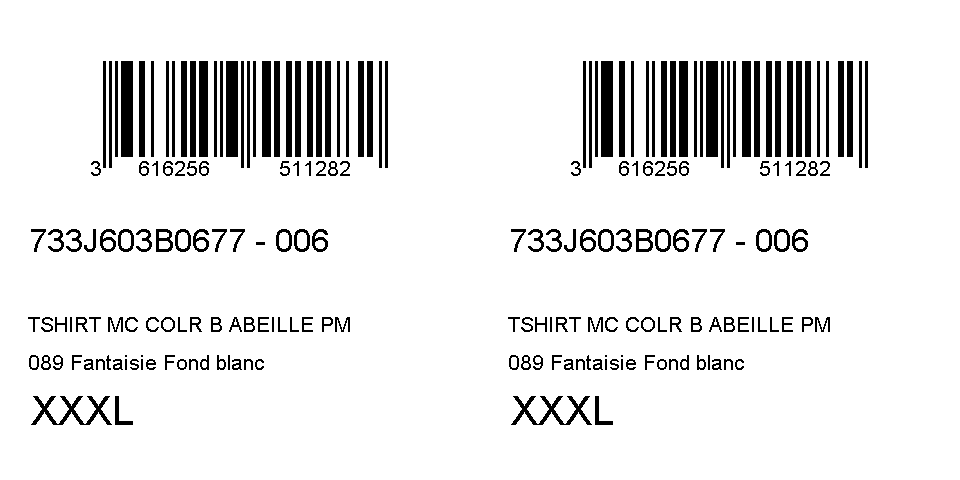 3 616256 511282
733J603B0677 - 006
TSHIRT MC COLR B ABEILLE PM
089 Fantaisie Fond blanc
XXXL
3 616256 511282
733J603B0677 - 006
TSHIRT MC COLR B ABEILLE PM
089 Fantaisie Fond blanc
XXXL